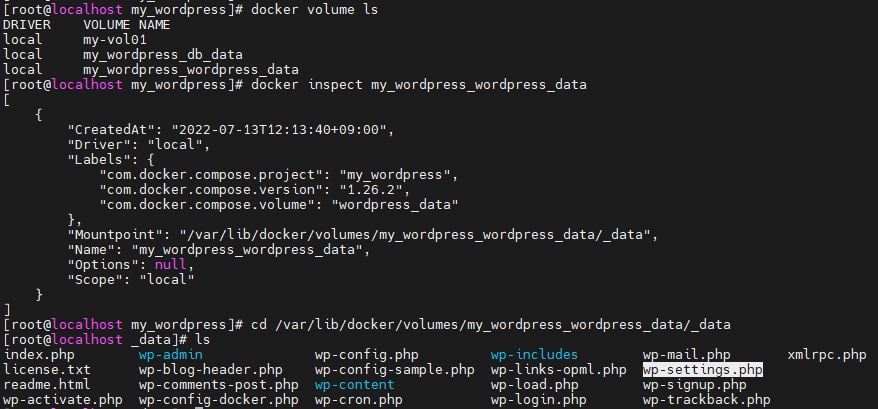 [root@localhost my_wordpress]# docker volume ls
DRIVER    VOLUME NAME
local     my-vol01
local     my_wordpress_db_data
local     my_wordpress_wordpress_data
[root@localhost my_wordpress]# docker inspect my_wordpress_wordpress_data
[
    {
        "CreatedAt": "2022-07-13T12:13:40+09:00",
        "Driver": "local",
        "Labels": {
            "com.docker.compose.project": "my_wordpress",
            "com.docker.compose.version": "1.26.2",
            "com.docker.compose.volume": "wordpress_data"
        },
        "Mountpoint": "/var/lib/docker/volumes/my_wordpress_wordpress_data/_data",
        "Name": "my_wordpress_wordpress_data",
        "Options": null,
        "Scope": "local"
    }
]
[root@localhost my_wordpress]# cd /var/lib/docker/volumes/my_wordpress_wordpress_data/_data
[root@localhost _data]# ls
index.php        wp-admin              wp-config.php         wp-includes        wp-mail.php       xmlrpc.php
license.txt      wp-blog-header.php    wp-config-sample.php  wp-links-opml.php  wp-settings.php
readme.html      wp-comments-post.php  wp-content            wp-load.php        wp-signup.php
wp-activate.php  wp-config-docker.php  wp-cron.php           wp-login.php       wp-trackback.php